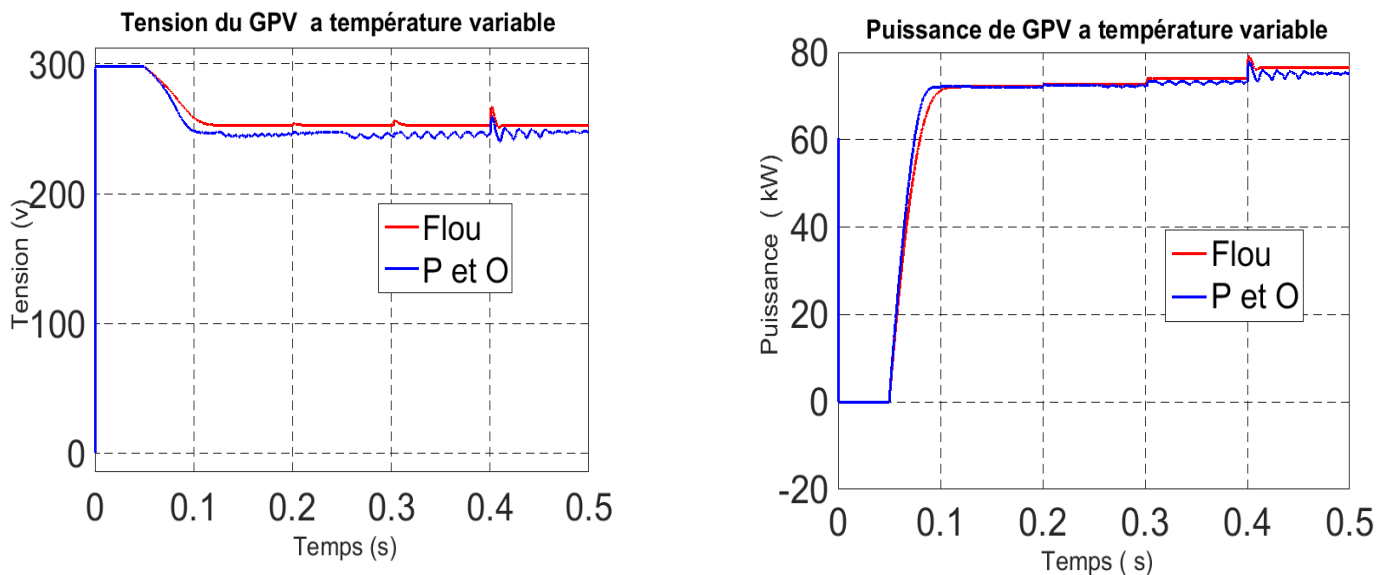 Tension du GPV a température variable
300
200
100
0
Tension (v)
Flou
P et O
0 0.1 0.2 0.3 0.4 0.5
Temps (s)
Puissance de GPV a température variable
80
60
40
20
0
-20
Puissance ( kW)
Flou
P et O
0 0.1 0.2 0.3 0.4 0.5
Temps ( s)